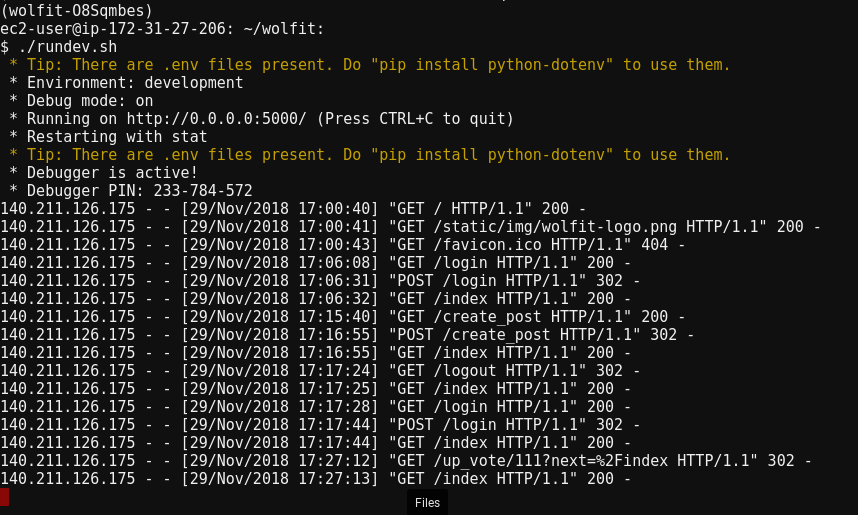 (wolfit-O8Sqmbes)
ec2-user@ip-172-31-27-206: ~/wolfit:
$ ./rundev.sh
 * Tip: There are .env files present. Do "pip install python-dotenv" to use them.
 * Environment: development
 * Debug mode: on
 * Running on http://0.0.0.0:5000/ (Press CTRL+C to quit)
 * Restarting with stat
 * Tip: There are .env files present. Do "pip install python-dotenv" to use them.
 * Debugger is active!
 * Debugger PIN: 233-784-572
140.211.126.175 - - [29/Nov/2018 17:00:40] "GET / HTTP/1.1" 200 -
140.211.126.175 - - [29/Nov/2018 17:00:41] "GET /static/img/wolfit-logo.png HTTP/1.1" 200 -
140.211.126.175 - - [29/Nov/2018 17:00:43] "GET /favicon.ico HTTP/1.1" 404 -
140.211.126.175 - - [29/Nov/2018 17:06:08] "GET /login HTTP/1.1" 200 -
140.211.126.175 - - [29/Nov/2018 17:06:31] "POST /login HTTP/1.1" 302 -
140.211.126.175 - - [29/Nov/2018 17:06:32] "GET /index HTTP/1.1" 200 -
140.211.126.175 - - [29/Nov/2018 17:15:40] "GET /create_post HTTP/1.1" 200 -
140.211.126.175 - - [29/Nov/2018 17:16:55] "POST /create_post HTTP/1.1" 302 -
140.211.126.175 - - [29/Nov/2018 17:16:55] "GET /index HTTP/1.1" 200 -
140.211.126.175 - - [29/Nov/2018 17:17:24] "GET /logout HTTP/1.1" 302 -
140.211.126.175 - - [29/Nov/2018 17:17:25] "GET /index HTTP/1.1" 200 -
140.211.126.175 - - [29/Nov/2018 17:17:28] "GET /login HTTP/1.1" 200 -
140.211.126.175 - - [29/Nov/2018 17:17:44] "POST /login HTTP/1.1" 302 -
140.211.126.175 - - [29/Nov/2018 17:17:44] "GET /index HTTP/1.1" 200 -
140.211.126.175 - - [29/Nov/2018 17:27:12] "GET /up_vote/111?next=%2Findex HTTP/1.1" 302 -
140.211.126.175 - - [29/Nov/2018 17:27:13] "GET /index HTTP/1.1" 200 -
Files